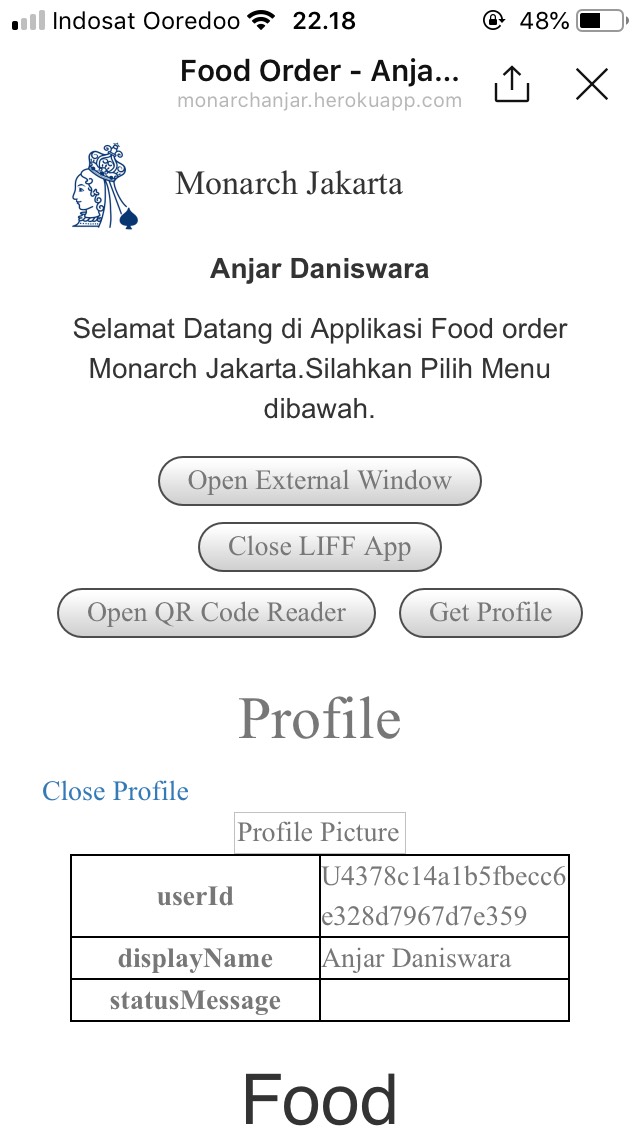 Indosat Ooredoo 22.18 48%
Food Order - Anja...
monarchanjar.herokuapp.com
Monarch Jakarta
Anjar Daniswara
Selamat Datang di Applikasi Food order
Monarch Jakarta.Silahkan Pilih Menu
dibawah.
Open External Window
Close LIFF App
Open QR Code Reader Get Profile
Profile
Close Profile
Profile Picture
userId U4378c14a1b5fbecc6
e328d7967d7e359
displayName Anjar Daniswara
statusMessage
Food